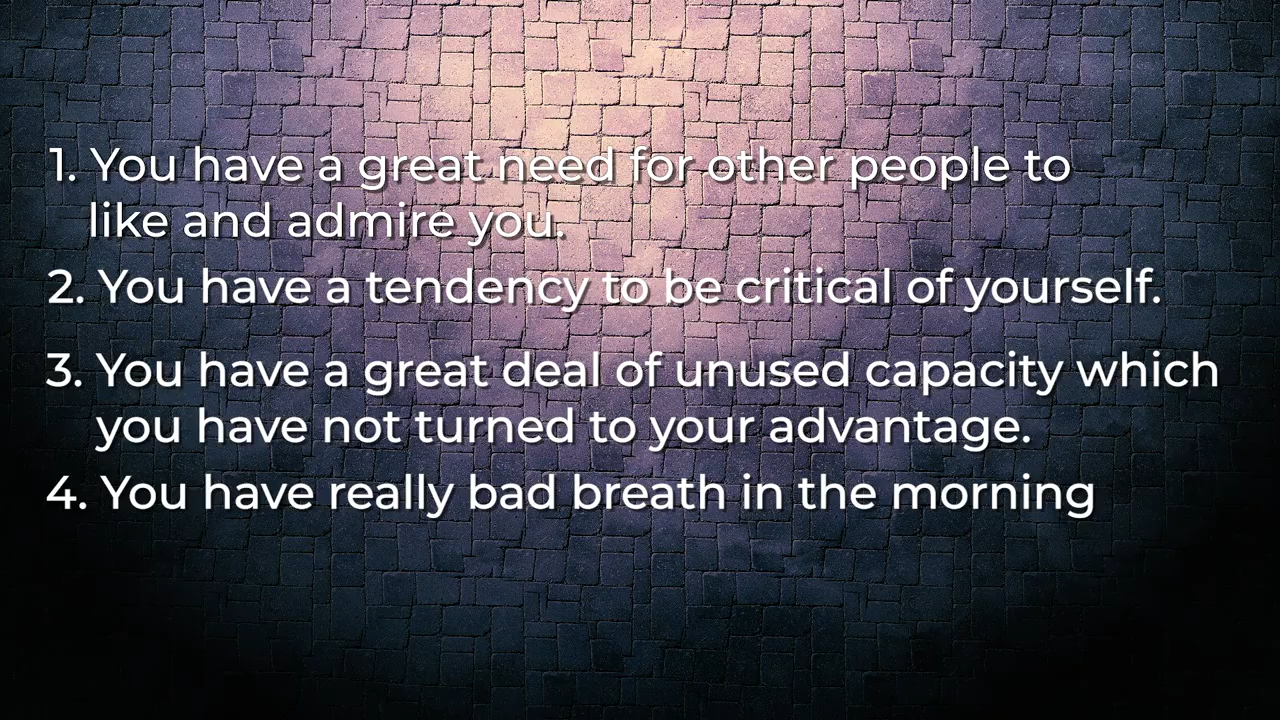 1. You have a great need for other people to
like and admire you.
2. You have a tendency to be critical of yourself.
3. You have a great deal of unused capacity which
you have not turned to your advantage.
4. You have really bad breath in the morning